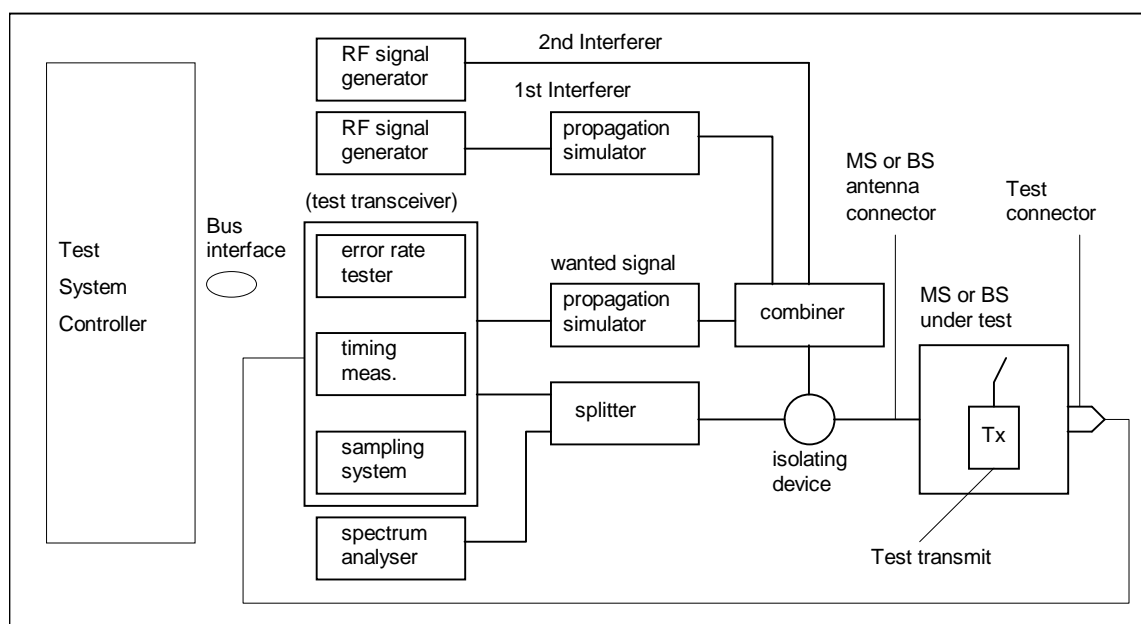 2nd Interferer
RF signal
generator
1st Interferer
RF signal
generator
propagation
simulator
MS or BS
antenna
connector
Test
connector
(test transceiver)
Bus
interface
Test
System
Controller
error rate
tester
wanted signal
propagation
simulator
combiner
MS or BS
under test
timing
meas.
splitter
Tx
sampling
system
isolating
device
spectrum
analyser
Test transmit